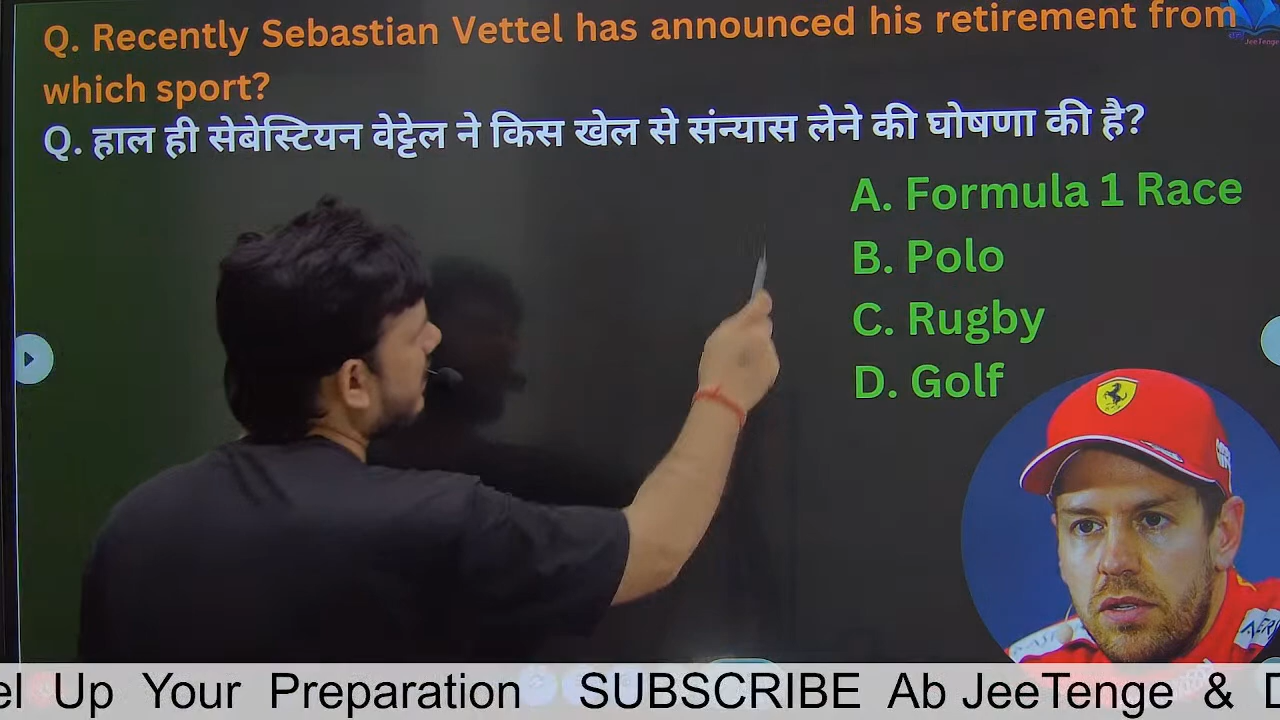 Q. Recently Sebastian Vettel has announced his retirement from
which sport?
Q. हाल ही सेबेस्टियन वेट्टेल ने किस खेल से संन्यास लेने की घोषणा की है?
A. Formula 1 Race
B. Polo
C. Rugby
D. Golf
el Up Your Preparation SUBSCRIBE Ab JeeTenge & D